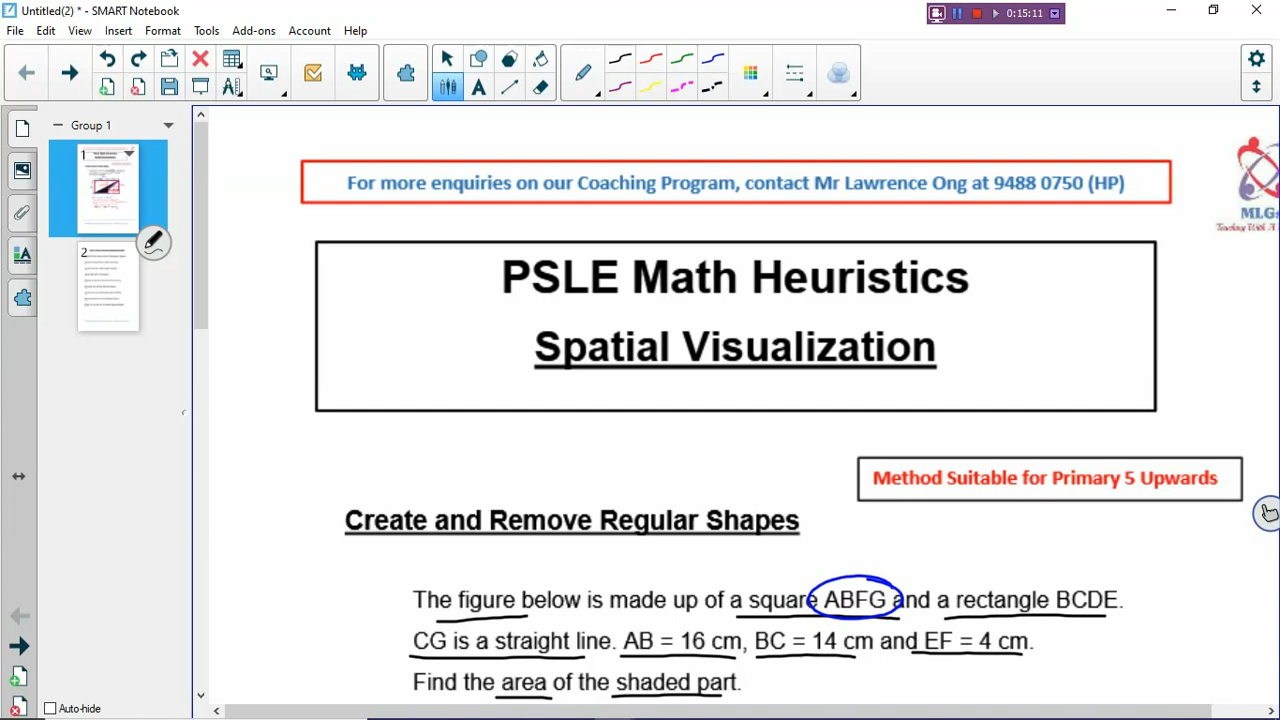 Untitled(2) * - SMART Notebook
0:15:11
File Edit View Insert Format Tools Add-ons Account Help
Group 1
1
2
For more enquiries on our Coaching Program, contact Mr Lawrence Ong at 9488 0750 (HP)
MLGs
PSLE Math Heuristics
Spatial Visualization
Method Suitable for Primary 5 Upwards
Create and Remove Regular Shapes
The figure below is made up of a square ABFG and a rectangle BCDE.
CG is a straight line. AB = 16 cm, BC = 14 cm and EF = 4 cm.
Find the area of the shaded part.
Auto-hide